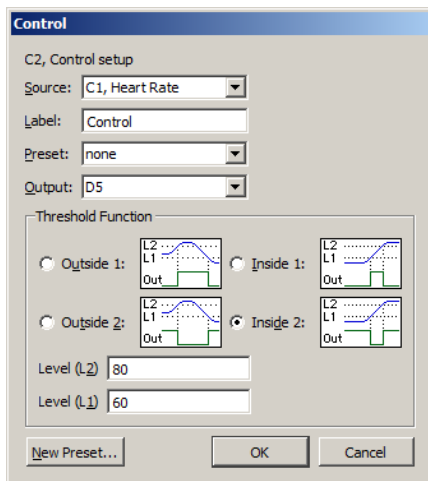 Control
C2, Control setup
Source: C1, Heart Rate
Label: Control
Preset: none
Output: D5
Threshold Function
Outside 1: L2 L1 Out Inside 1: L2 L1 Out
Outside 2: L2 L1 Out Inside 2: L2 L1 Out
Level (L2) 80
Level (L1) 60
New Preset... OK Cancel